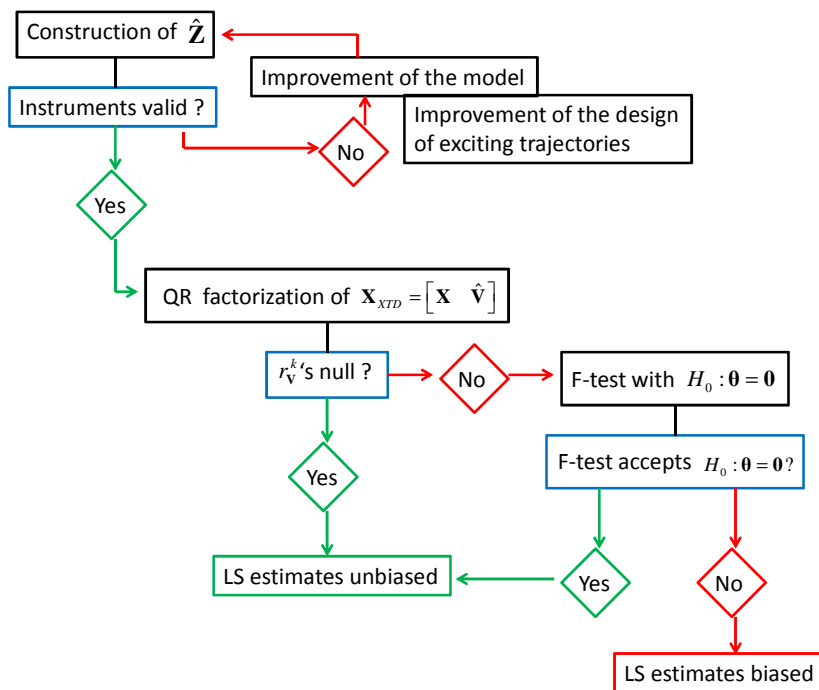 Construction of Ẑ
Improvement of the model
Instruments valid ?
Improvement of the design
of exciting trajectories
No
Yes
QR factorization of X_XTD = [X V̂]
r_V^k ‘s null ?
No
F-test with H₀ : θ = 0
F-test accepts H₀ : θ = 0 ?
Yes
LS estimates unbiased
Yes
No
LS estimates biased